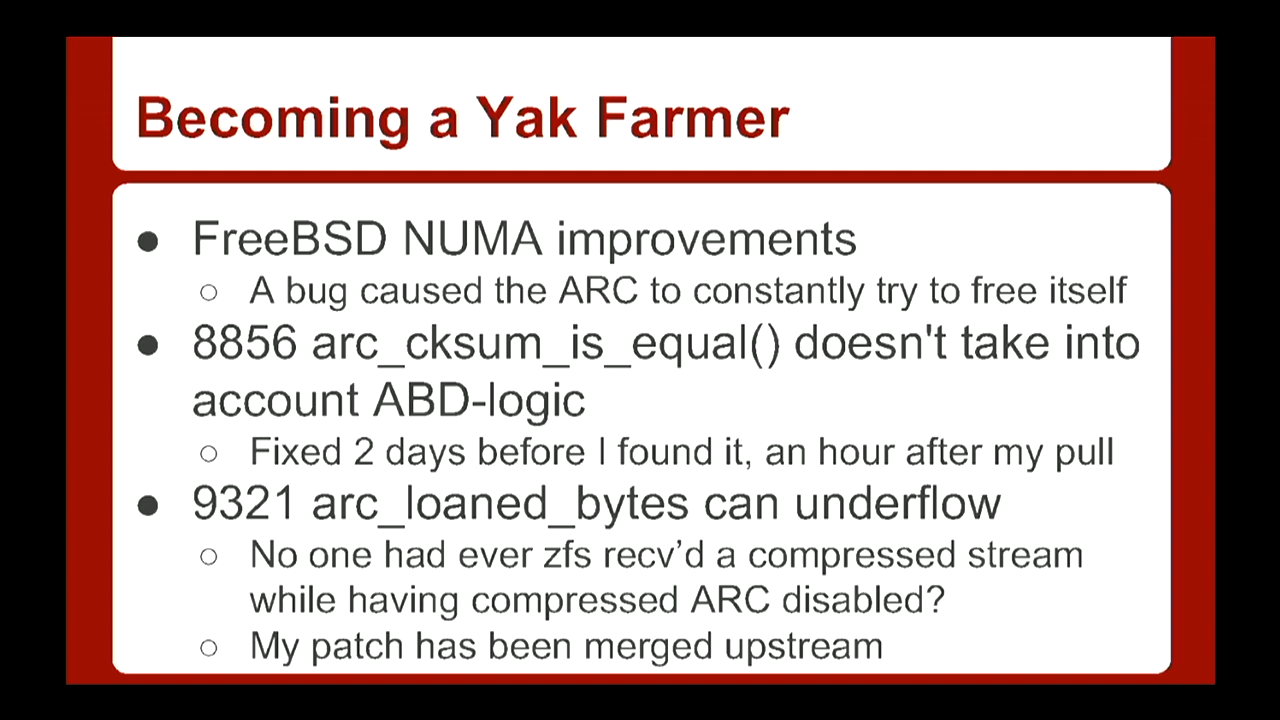 Becoming a Yak Farmer
● FreeBSD NUMA improvements
○ A bug caused the ARC to constantly try to free itself
● 8856 arc_cksum_is_equal() doesn't take into
account ABD-logic
○ Fixed 2 days before I found it, an hour after my pull
● 9321 arc_loaned_bytes can underflow
○ No one had ever zfs recv’d a compressed stream
while having compressed ARC disabled?
○ My patch has been merged upstream